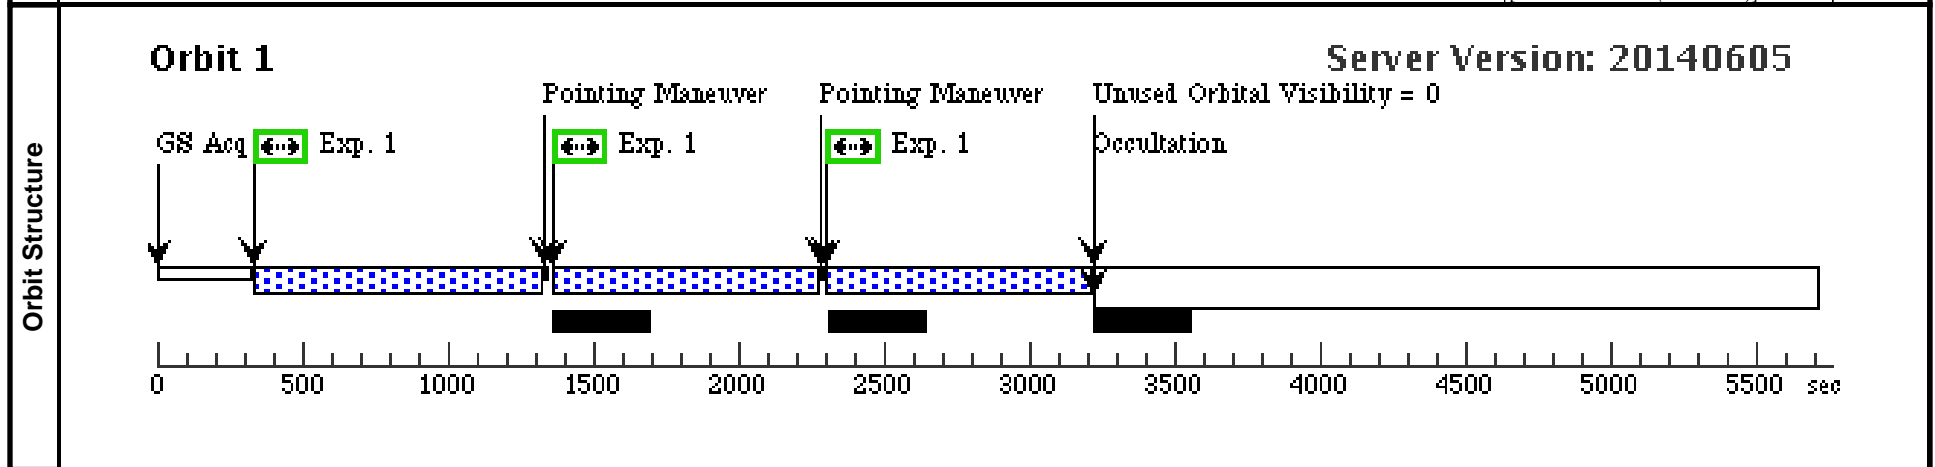 Orbit Structure
Orbit 1
Server Version: 20140605
Pointing Maneuver
Pointing Maneuver
Unused Orbital Visibility = 0
GS Acq
Exp. 1
Exp. 1
Exp. 1
Occultation
0 500 1000 1500 2000 2500 3000 3500 4000 4500 5000 5500 sec